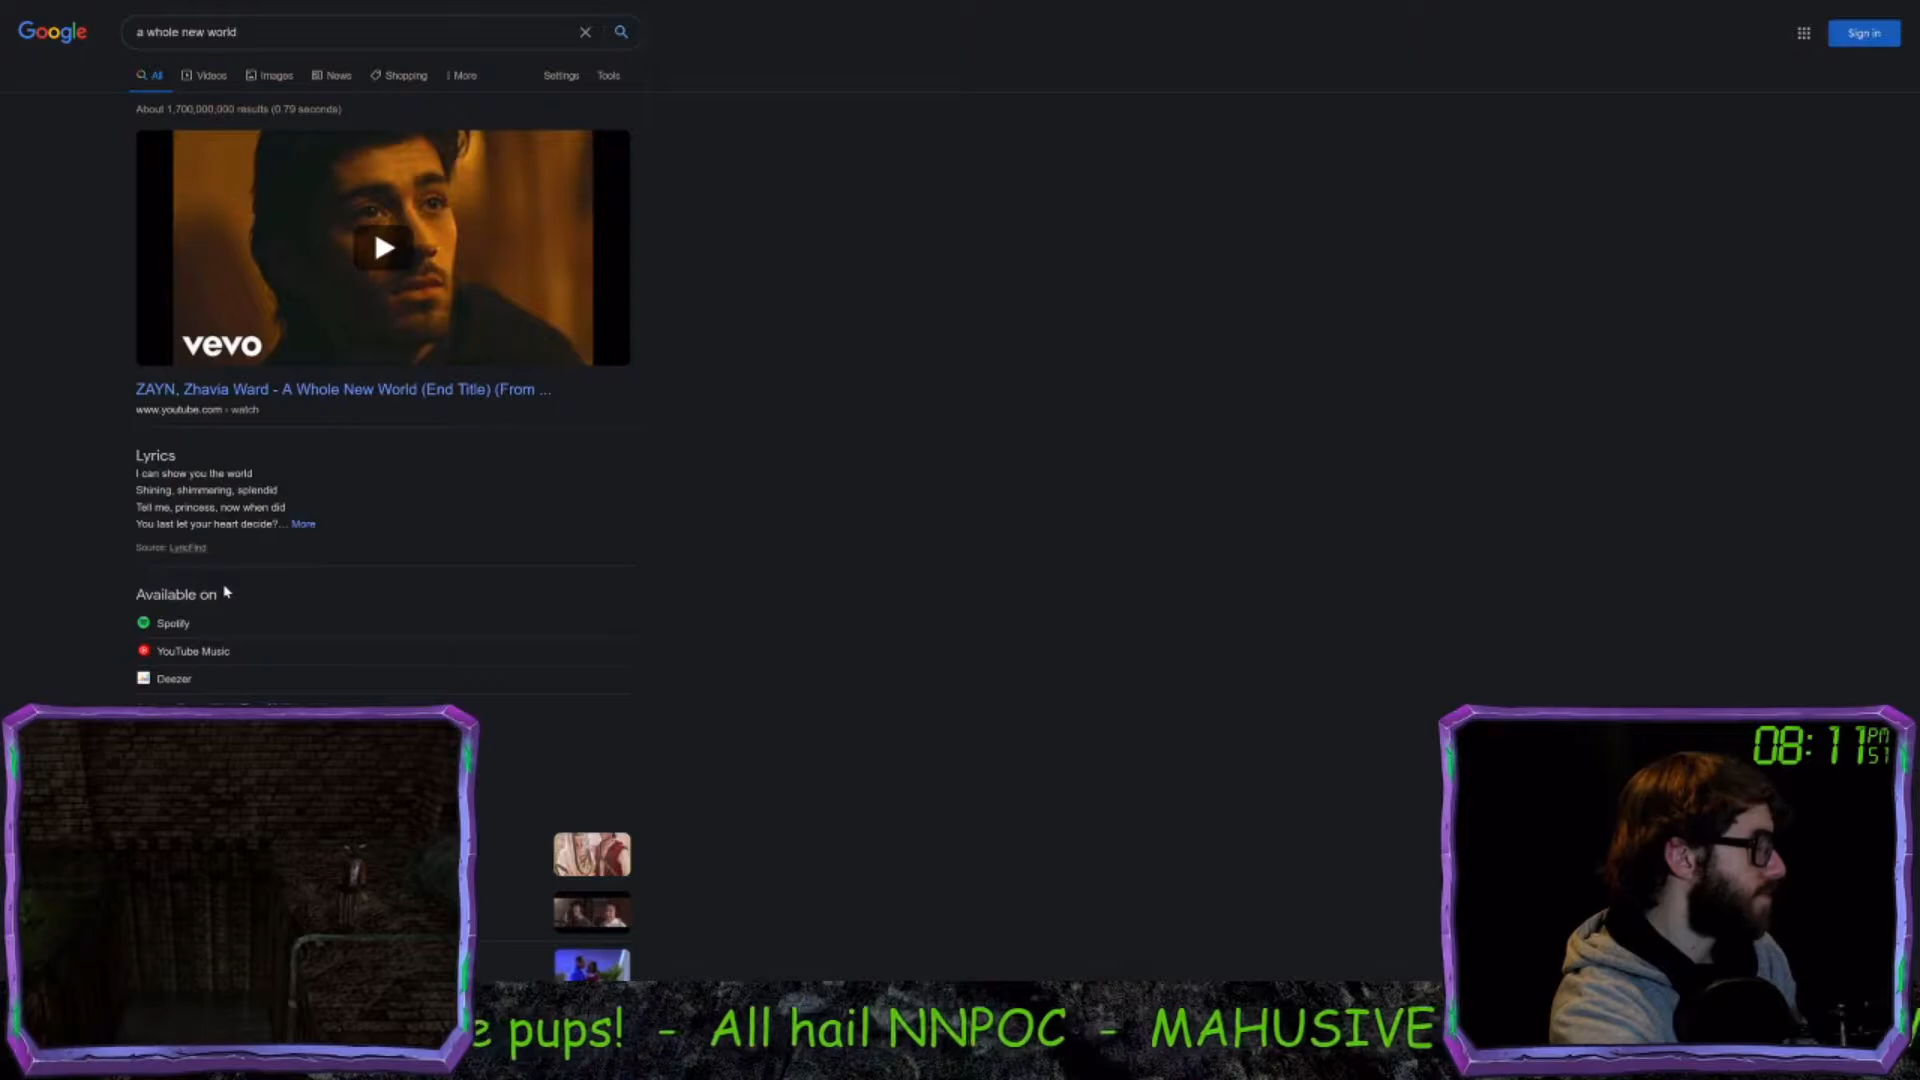 Google
a whole new world
Sign in
All Videos Images News Shopping More Settings Tools
About 1,700,000,000 results (0.79 seconds)
vevo
ZAYN, Zhavia Ward - A Whole New World (End Title) (From ...
www.youtube.com › watch
Lyrics
I can show you the world
Shining, shimmering, splendid
Tell me, princess, now when did
You last let your heart decide?... More
Source: LyricFind
Available on
Spotify
YouTube Music
Deezer
08:11 PM 51
e pups! - All hail NNPOC - MAHUSIVE